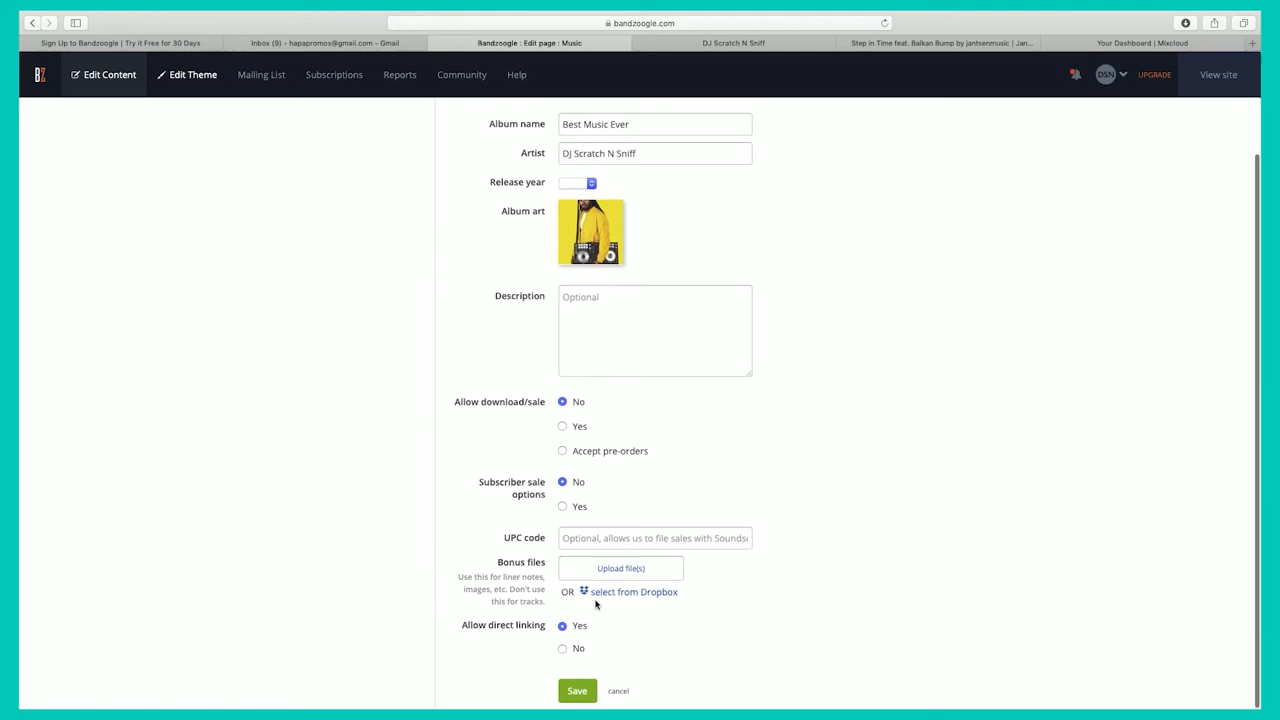 bandzoogle.com
Sign Up to Bandzoogle | Try it Free for 30 Days
Inbox (9) - hapapromos@gmail.com - Gmail
Bandzoogle : Edit page : Music
DJ Scratch N Sniff
Step in Time feat. Balkan Bump by jantsenmusic | Jan...
Your Dashboard | Mixcloud
BZ
Edit Content
Edit Theme
Mailing List
Subscriptions
Reports
Community
Help
DSN
UPGRADE
View site
Album name
Best Music Ever
Artist
DJ Scratch N Sniff
Release year
Album art
Description
Optional
Allow download/sale
No
Yes
Accept pre-orders
Subscriber sale
options
No
Yes
UPC code
Optional, allows us to file sales with Sounds
Bonus files
Use this for liner notes,
images, etc. Don't use
this for tracks.
Upload file(s)
OR select from Dropbox
Allow direct linking
Yes
No
Save
cancel